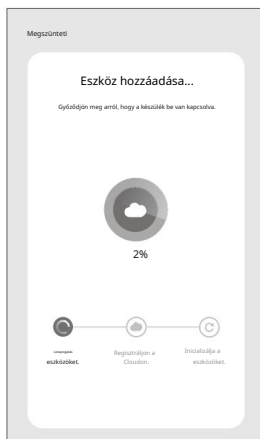 Megszünteti
Eszköz hozzáadása...
Győződjön meg arról, hogy a készülék be van kapcsolva.
2%
eszközöket.
Regisztráljon a
Cloudon.
Inicializálja a
eszközöket.